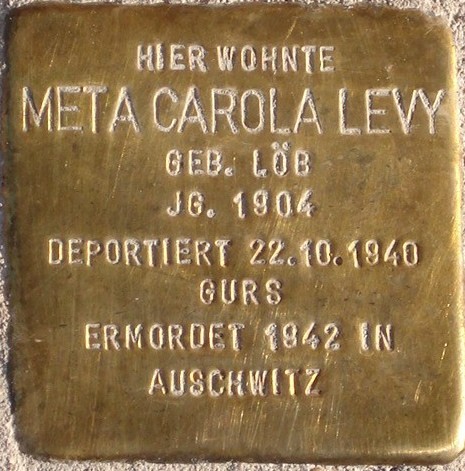 HIER WOHNTE
META CAROLA LEVY
GEB. LÖB
JG. 1904
DEPORTIERT 22.10.1940
GURS
ERMORDET 1942 IN
AUSCHWITZ